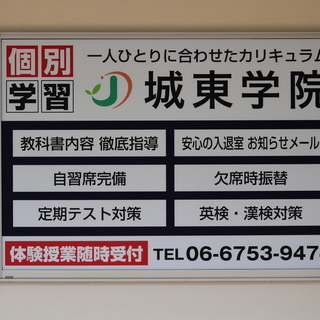 個別学習
一人ひとりに合わせたカリキュラム
城東学院
教科書内容 徹底指導
安心の入退室 お知らせメール
自習席完備
欠席時振替
定期テスト対策
英検・漢検対策
体験授業随時受付
TEL 06-6753-947